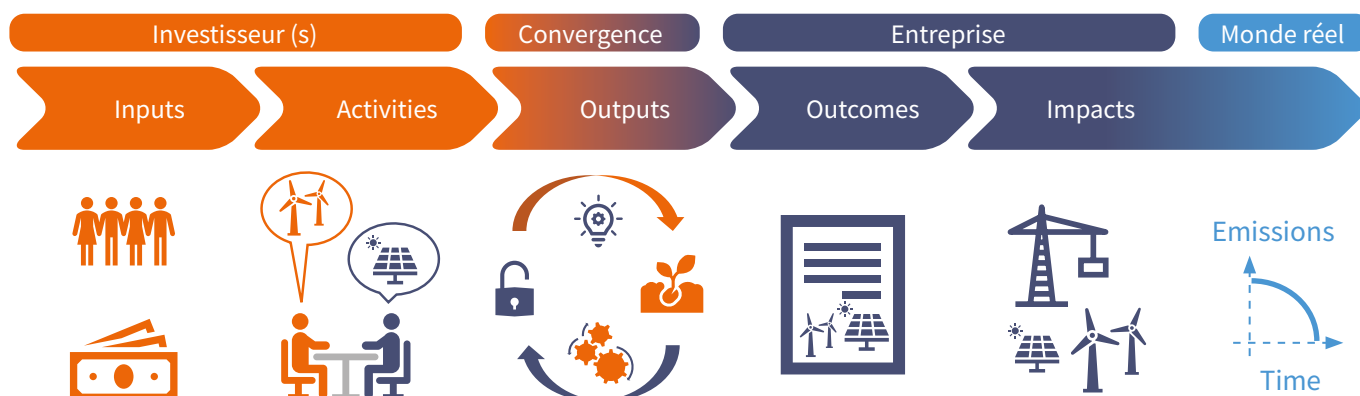 Investisseur (s)
Convergence
Entreprise
Monde réel
Inputs
Activities
Outputs
Outcomes
Impacts
Emissions
Time